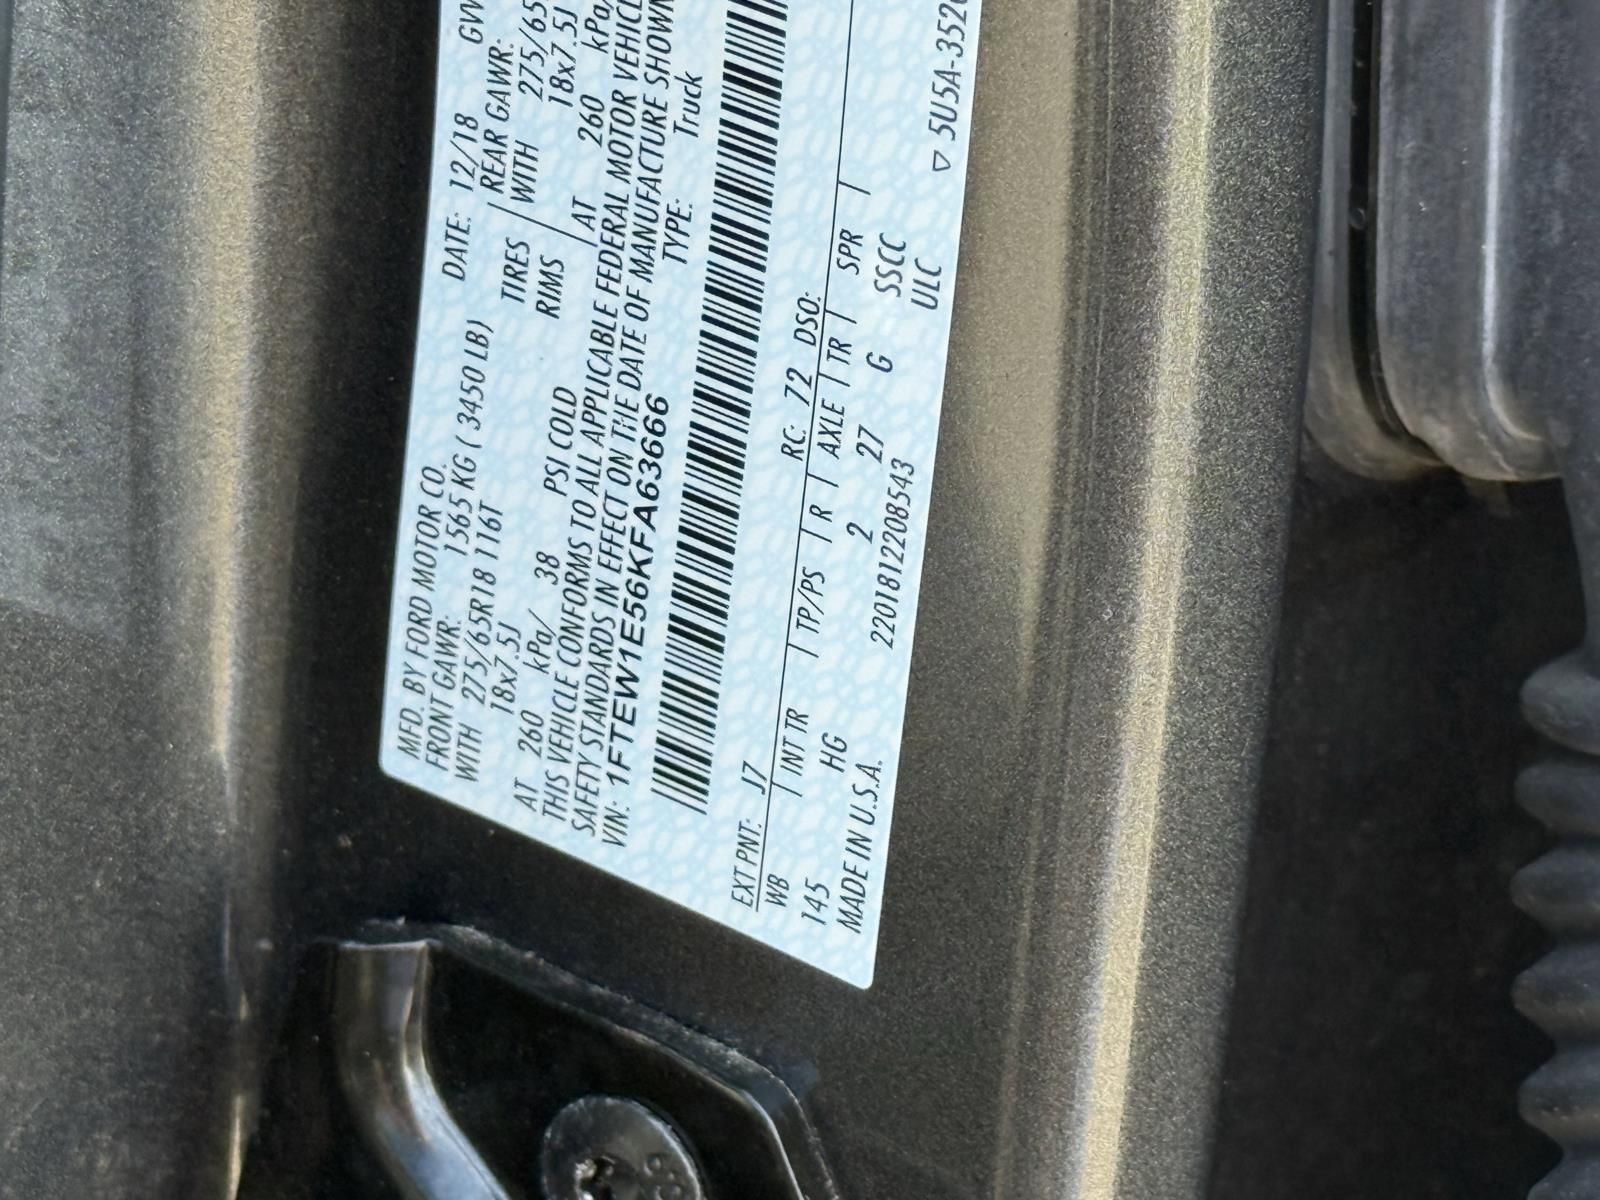 MFD. BY FORD MOTOR CO. DATE: 12/18 GW
FRONT GAWR: 1565 KG ( 3450 LB) REAR GAWR:
WITH 275/65R18 116T TIRES WITH 275/65
18x7.5J RIMS 18x7.5J
AT 260 kPa/ 38 PSI COLD AT 260 kPa/
THIS VEHICLE CONFORMS TO ALL APPLICABLE FEDERAL MOTOR VEHICLE
SAFETY STANDARDS IN EFFECT ON THE DATE OF MANUFACTURE SHOWN
VIN: 1FTEW1E56KFA63666 TYPE: Truck
EXT PNT: J7 RC: 72 DSO:
WB | INT TR | TP/PS | R | AXLE | TR | SPR |
145 HG 2 27 G SSCC
MADE IN U.S.A. 2201812208543 ULC
▽ 5U5A-3520